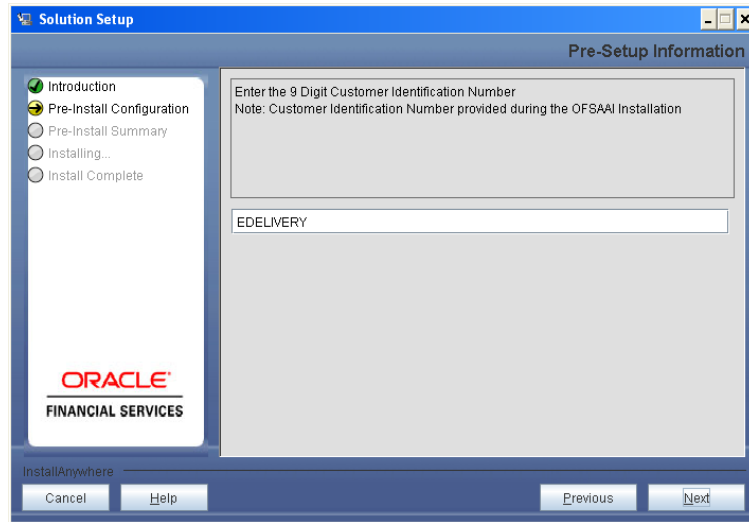 Solution Setup
Pre-Setup Information
Introduction
Pre-Install Configuration
Pre-Install Summary
Installing...
Install Complete
Enter the 9 Digit Customer Identification Number
Note: Customer Identification Number provided during the OFSAAI Installation
EDELIVERY
ORACLE
FINANCIAL SERVICES
InstallAnywhere
Cancel
Help
Previous
Next